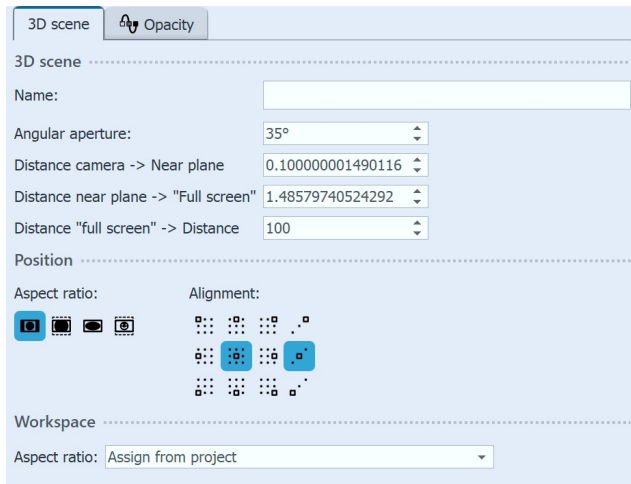 3D scene Opacity
3D scene
Name:
Angular aperture: 35°
Distance camera -> Near plane 0.100000001490116
Distance near plane -> "Full screen" 1.48579740524292
Distance "full screen" -> Distance 100
Position
Aspect ratio: Alignment:
Workspace
Aspect ratio: Assign from project